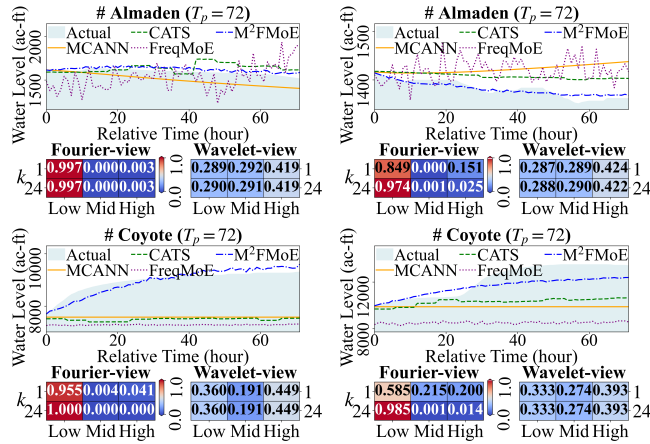 # Almaden (Tp = 72)
Actual CATS M²FMoE
MCANN FreqMoE
Water Level (ac-ft)
2000
1500
0 20 40 60
Relative Time (hour)
Fourier-view Wavelet-view
k
1 0.997 0.000 0.003 1.0 0.289 0.292 0.419 1
24 0.997 0.000 0.003 0.0 0.290 0.291 0.419 24
Low Mid High Low Mid High
# Almaden (Tp = 72)
Actual CATS M²FMoE
MCANN FreqMoE
Water Level (ac-ft)
1500
1400
0 20 40 60
Relative Time (hour)
Fourier-view Wavelet-view
k
1 0.849 0.000 0.151 1.0 0.287 0.289 0.424 1
24 0.974 0.001 0.025 0.0 0.288 0.290 0.422 24
Low Mid High Low Mid High
# Coyote (Tp = 72)
Actual CATS M²FMoE
MCANN FreqMoE
Water Level (ac-ft)
10000
8000
0 20 40 60
Relative Time (hour)
Fourier-view Wavelet-view
k
1 0.955 0.004 0.041 1.0 0.360 0.191 0.449 1
24 1.000 0.000 0.000 0.0 0.360 0.191 0.449 24
Low Mid High Low Mid High
# Coyote (Tp = 72)
Actual CATS M²FMoE
MCANN FreqMoE
Water Level (ac-ft)
12000
8000
0 20 40 60
Relative Time (hour)
Fourier-view Wavelet-view
k
1 0.585 0.215 0.200 1.0 0.333 0.274 0.393 1
24 0.985 0.001 0.014 0.0 0.333 0.274 0.393 24
Low Mid High Low Mid High